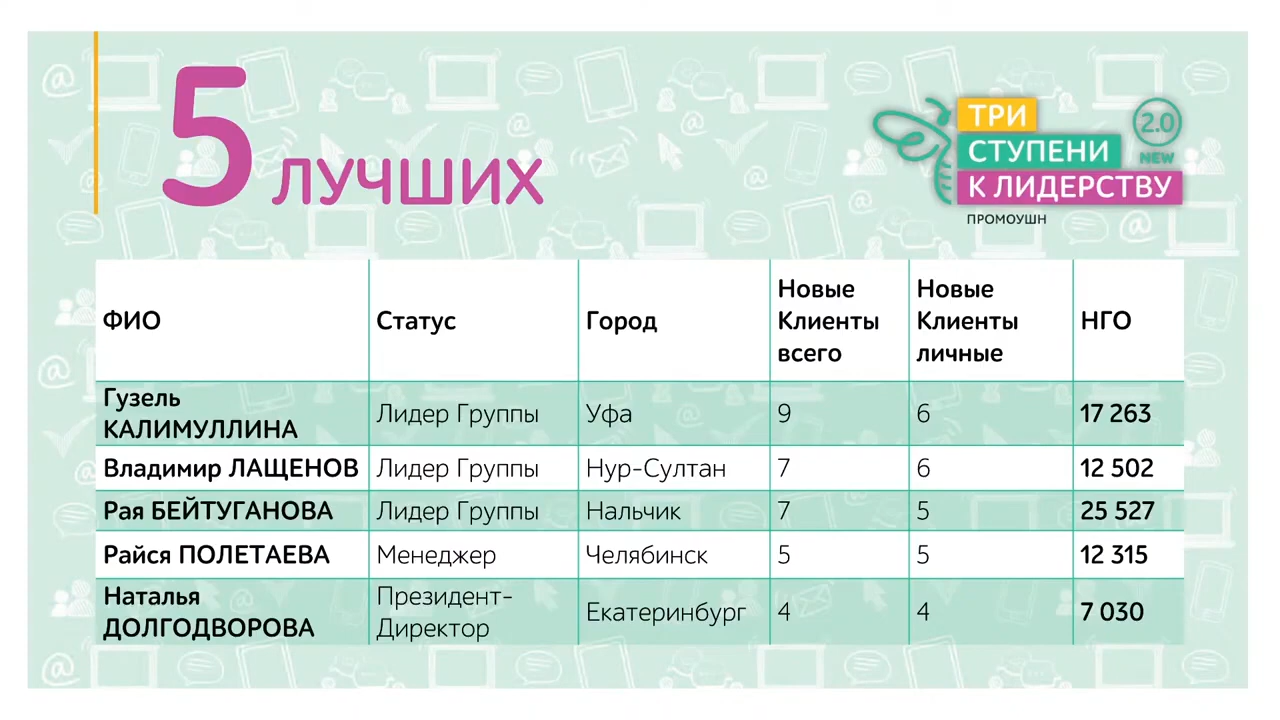 5 ЛУЧШИХ
ТРИ
СТУПЕНИ
К ЛИДЕРСТВУ
2.0
NEW
ПРОМОУШН
ФИО Статус Город Новые Клиенты всего Новые Клиенты личные НГО
Гузель КАЛИМУЛЛИНА Лидер Группы Уфа 9 6 17 263
Владимир ЛАЩЕНОВ Лидер Группы Нур-Султан 7 6 12 502
Рая БЕЙТУГАНОВА Лидер Группы Нальчик 7 5 25 527
Райся ПОЛЕТАЕВА Менеджер Челябинск 5 5 12 315
Наталья ДОЛГОДВОРОВА Президент-Директор Екатеринбург 4 4 7 030